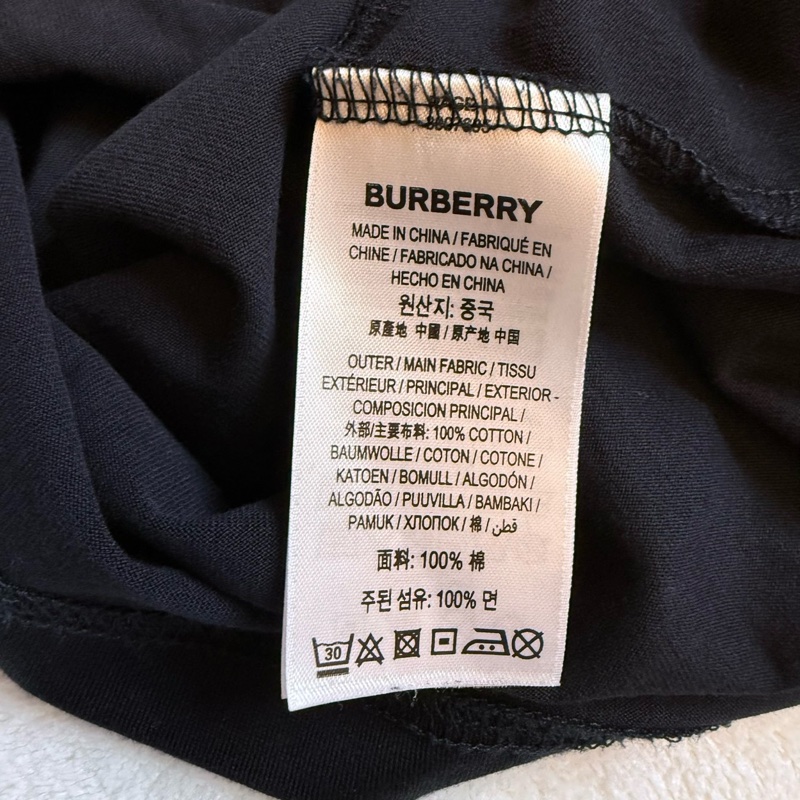 BURBERRY
MADE IN CHINA / FABRIQUÉ EN
CHINE / FABRICADO NA CHINA /
HECHO EN CHINA
원산지: 중국
原產地 中國 / 原产地 中国
OUTER / MAIN FABRIC / TISSU
EXTÉRIEUR / PRINCIPAL / EXTERIOR -
COMPOSICION PRINCIPAL /
外部/主要布料: 100% COTTON /
BAUMWOLLE / COTON / COTONE /
KATOEN / BOMULL / ALGODÓN /
ALGODÃO / PUUVILLA / BAMBAKI /
PAMUK / ХЛОПОК / 棉 / قطن
面料: 100% 棉
주된 섬유: 100% 면
30